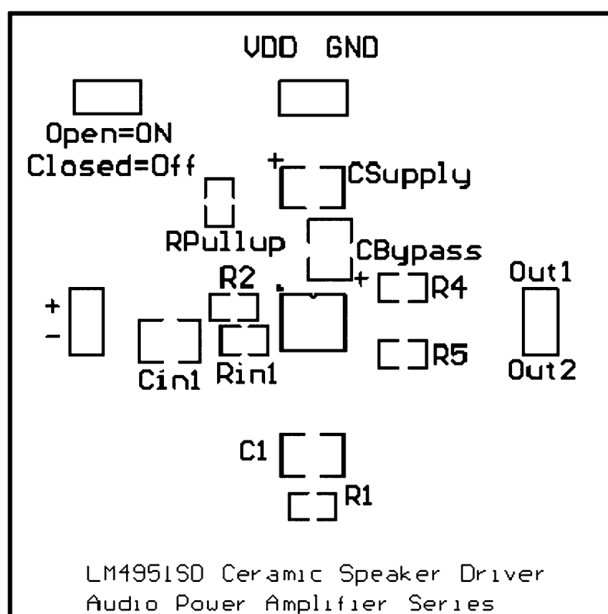 VDD GND
Open=ON
Closed=Off
+
CSupply
RPullup
CBypass
+
R2
R4
Out1
+
-
Cin1
Rin1
R5
Out2
C1
R1
LM4951SD Ceramic Speaker Driver
Audio Power Amplifier Series